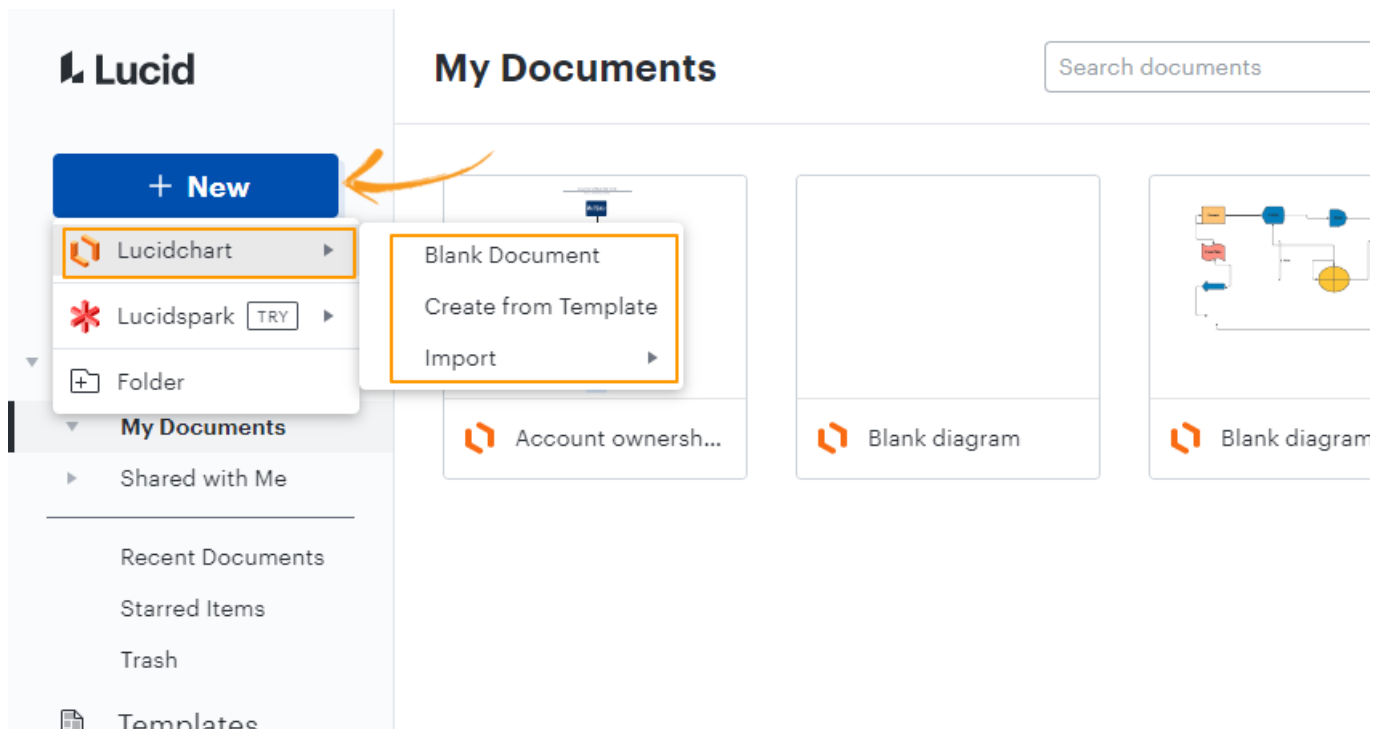 Lucid
My Documents
Search documents
+ New
Lucidchart
Blank Document
Create from Template
Import
Lucidspark TRY
Folder
My Documents
Shared with Me
Account ownersh...
Blank diagram
Blank diagram
Recent Documents
Starred Items
Trash
Templates